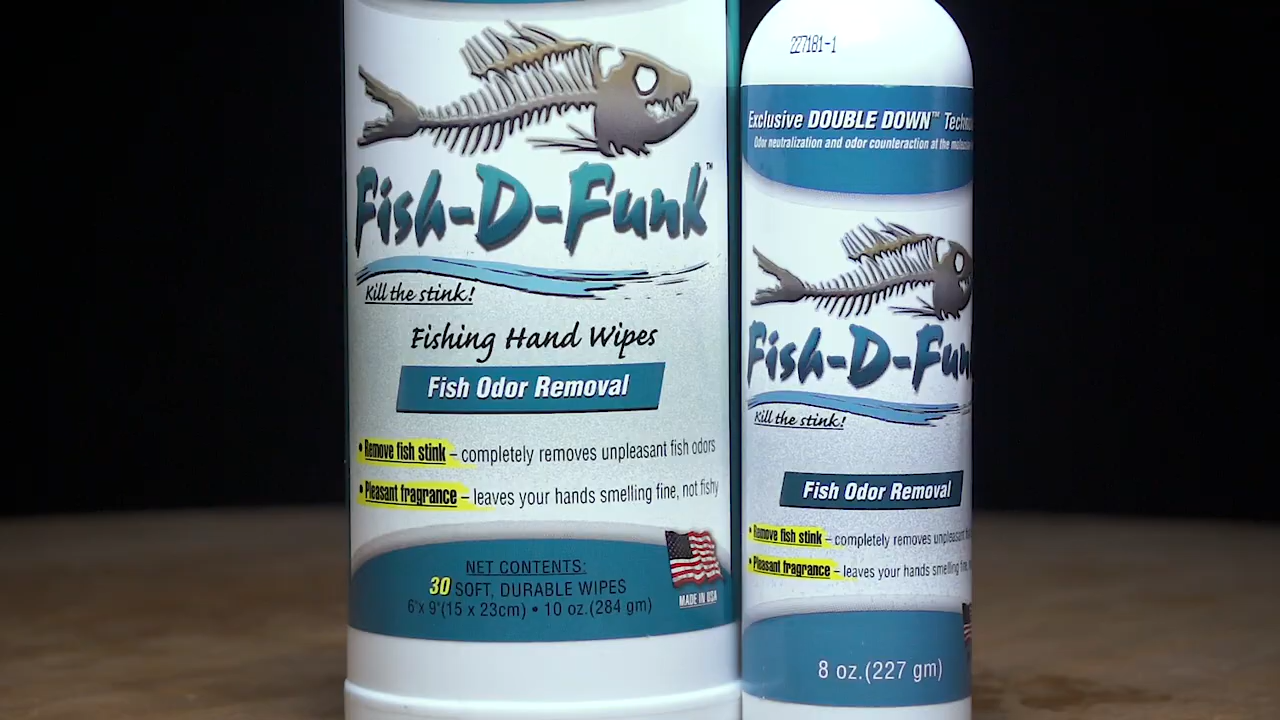 Fish-D-Funk™
Kill the stink!
Fishing Hand Wipes
Fish Odor Removal
• Remove fish stink – completely removes unpleasant fish odors
• Pleasant fragrance – leaves your hands smelling fine, not fishy
NET CONTENTS:
30 SOFT, DURABLE WIPES
6"x 9"(15 x 23cm) • 10 oz.(284 gm)
MADE IN USA
227181-1
Exclusive DOUBLE DOWN™
Odor neutralization and odor counteraction at the
Fish-D-Fun
Kill the stink!
Fish Odor Removal
• Remove fish stink – completely removes
• Pleasant fragrance – leaves your hands
8 oz.(227 gm)